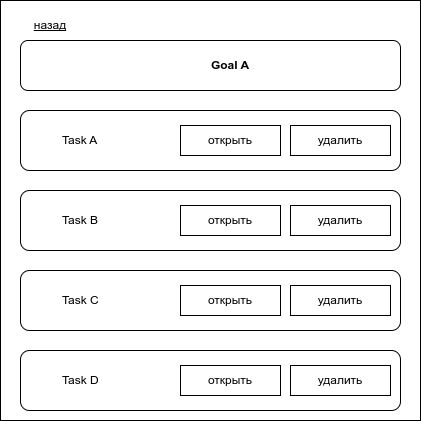 назад
Goal A
Task A открыть удалить
Task B открыть удалить
Task C открыть удалить
Task D открыть удалить